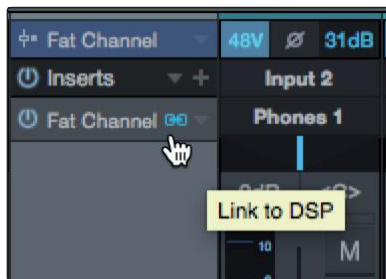 Fat Channel
48V Ø 31dB
Inserts
Input 2
Fat Channel
Phones 1
Link to DSP
10
M